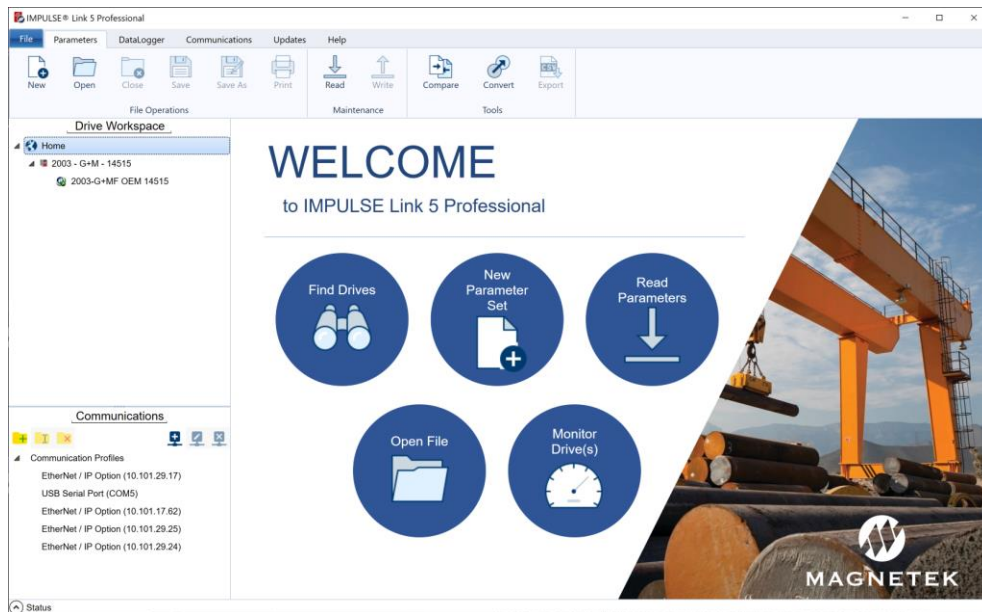 IMPULSE® Link 5 Professional
File Parameters DataLogger Communications Updates Help
New Open Close Save Save As Print Read Write Compare Convert Export
File Operations Maintenance Tools
Drive Workspace
Home
2003 - G+M - 14515
2003-G+MF OEM 14515
WELCOME
to IMPULSE Link 5 Professional
Find Drives
New
Parameter
Set
Read
Parameters
Open File
Monitor
Drive(s)
Communications
Communication Profiles
EtherNet / IP Option (10.101.29.17)
USB Serial Port (COM5)
EtherNet / IP Option (10.101.17.62)
EtherNet / IP Option (10.101.29.25)
EtherNet / IP Option (10.101.29.24)
MAGNETEK
Status